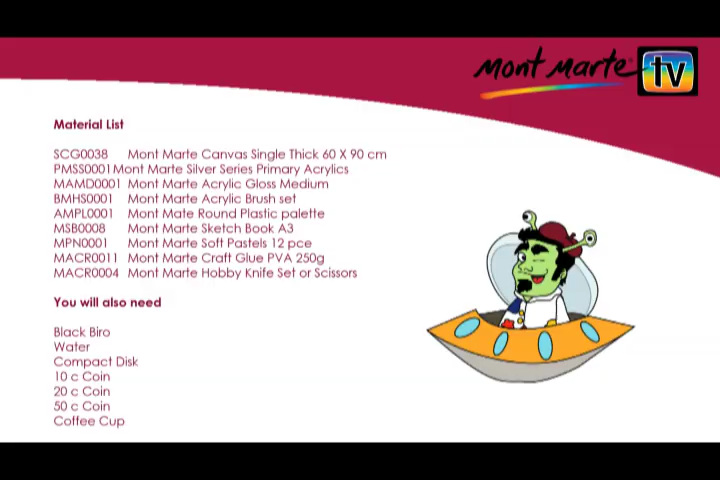 Mont Marte tv
Material List
SCG0038 Mont Marte Canvas Single Thick 60 X 90 cm
PMSS0001 Mont Marte Silver Series Primary Acrylics
MAMD0001 Mont Marte Acrylic Gloss Medium
BMHS0001 Mont Marte Acrylic Brush set
AMPL0001 Mont Mate Round Plastic palette
MSB0008 Mont Marte Sketch Book A3
MPN0001 Mont Marte Soft Pastels 12 pce
MACR0011 Mont Marte Craft Glue PVA 250g
MACR0004 Mont Marte Hobby Knife Set or Scissors
You will also need
Black Biro
Water
Compact Disk
10 c Coin
20 c Coin
50 c Coin
Coffee Cup